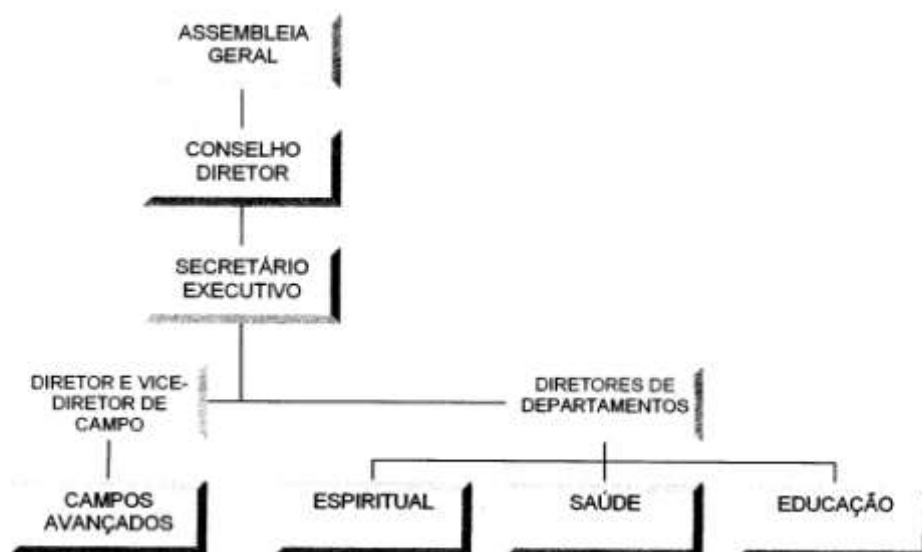 ASSEMBLEIA
GERAL
CONSELHO
DIRETOR
SECRETÁRIO
EXECUTIVO
DIRETOR E VICE-
DIRETOR DE
CAMPO
DIRETORES DE
DEPARTAMENTOS
CAMPOS
AVANÇADOS
ESPIRITUAL
SAÚDE
EDUCAÇÃO